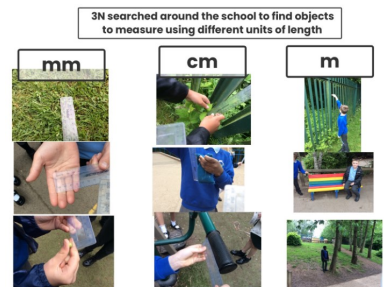 3N searched around the school to find objects
to measure using different units of length
mm
cm
m